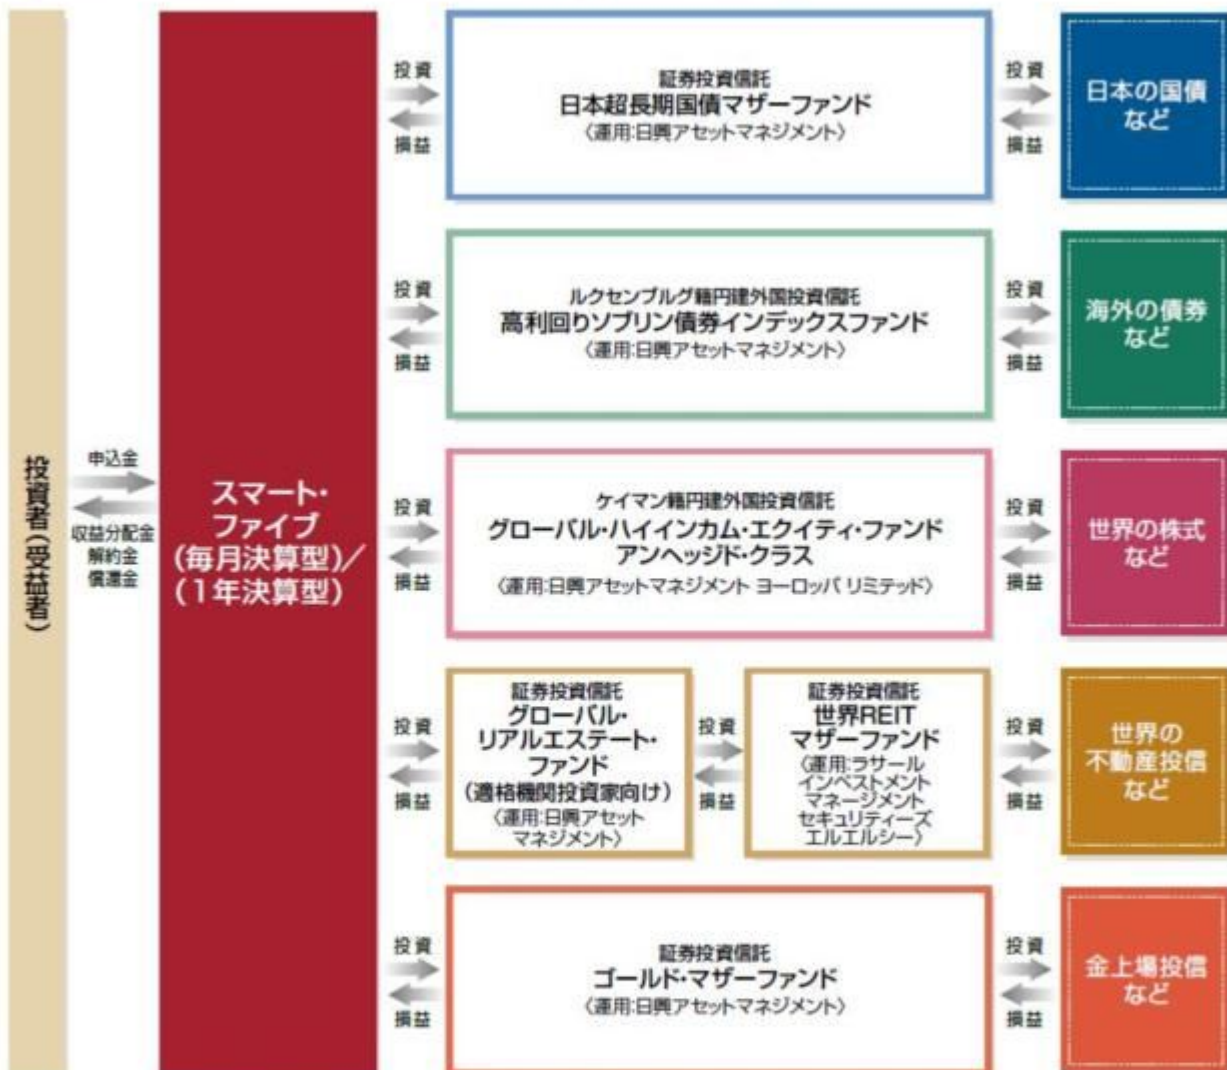 投資者(受益者)
申込金
収益分配金
解約金
償還金
スマート・
ファイブ
(毎月決算型)/
(1年決算型)
投資
損益
証券投資信託
日本超長期国債マザーファンド
〈運用:日興アセットマネジメント〉
投資
損益
日本の国債
など
投資
損益
ルクセンブルグ籍円建外国投資信託
高利回りソブリン債券インデックスファンド
〈運用:日興アセットマネジメント〉
投資
損益
海外の債券
など
投資
損益
ケイマン籍円建外国投資信託
グローバル・ハイインカム・エクイティ・ファンド
アンヘッジド・クラス
〈運用:日興アセットマネジメント ヨーロッパ リミテッド〉
投資
損益
世界の株式
など
投資
損益
証券投資信託
グローバル・
リアルエステート・
ファンド
(適格機関投資家向け)
〈運用:日興アセット
マネジメント〉
投資
損益
証券投資信託
世界REIT
マザーファンド
〈運用:ラサール
インベストメント
マネージメント
セキュリティーズ
エルエルシー〉
投資
損益
世界の
不動産投信
など
投資
損益
証券投資信託
ゴールド・マザーファンド
〈運用:日興アセットマネジメント〉
投資
損益
金上場投信
など